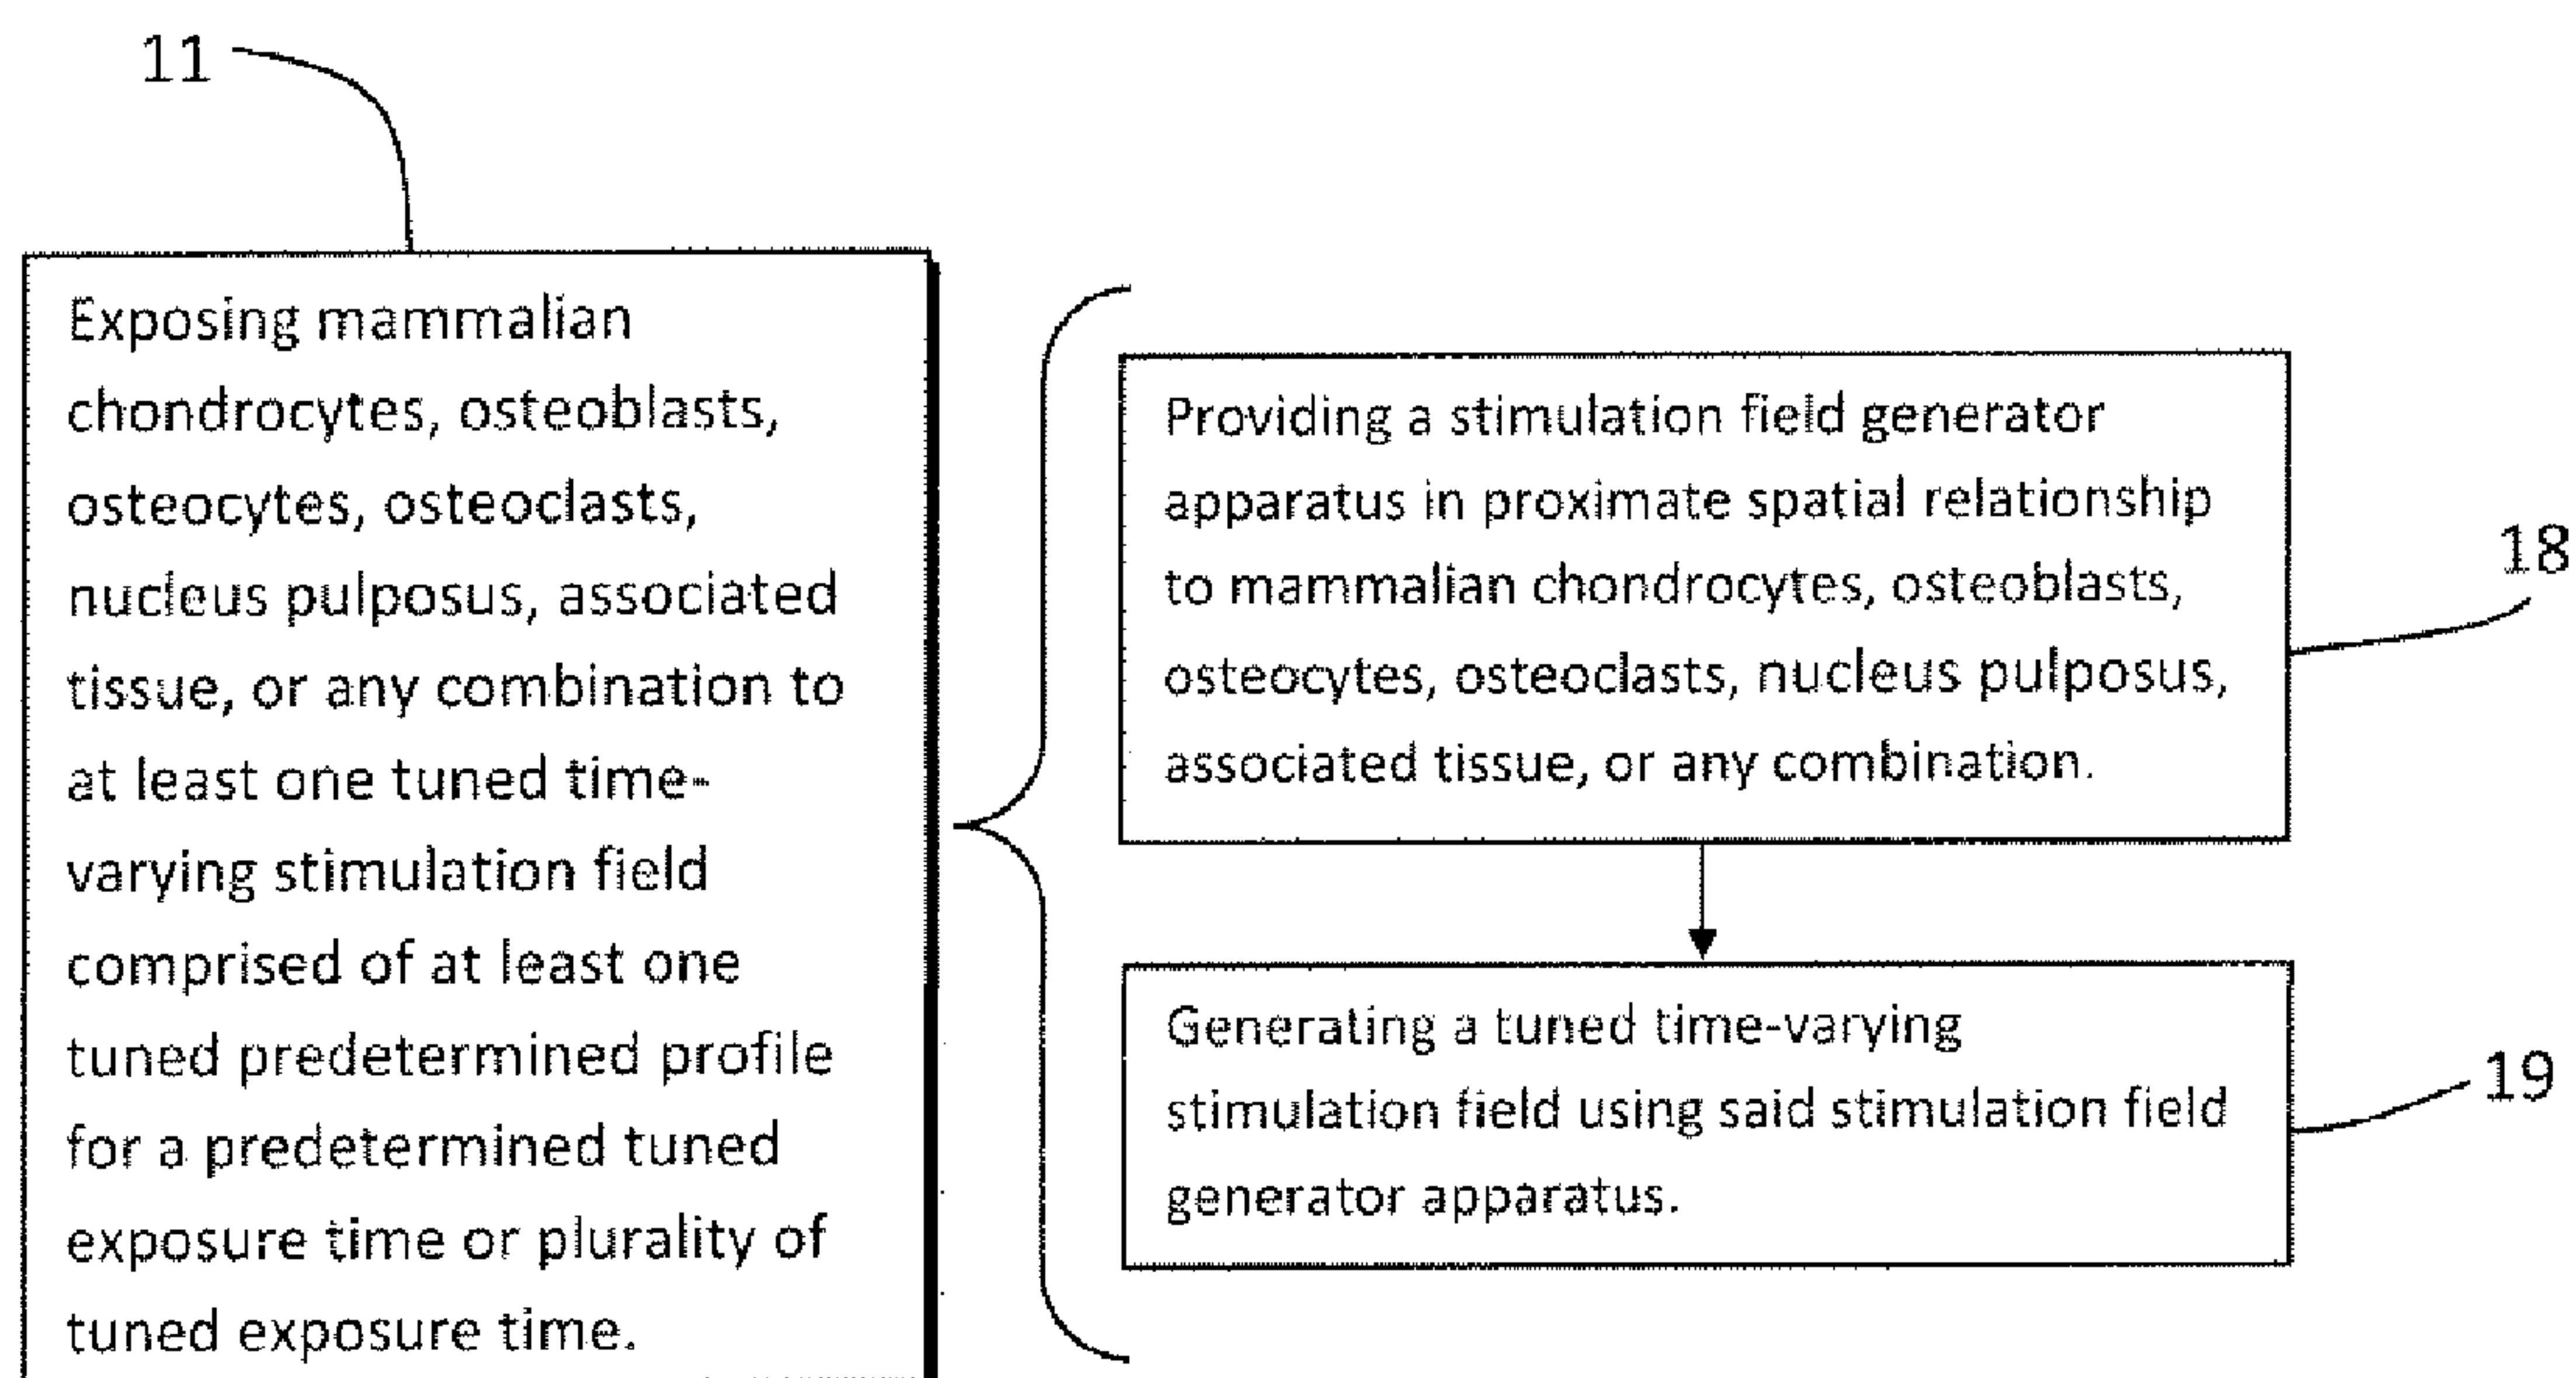 11
Exposing mammalian
chondrocytes, osteoblasts,
osteocytes, osteoclasts,
nucleus pulposus, associated
tissue, or any combination to
at least one tuned time-
varying stimulation field
comprised of at least one
tuned predetermined profile
for a predetermined tuned
exposure time or plurality of
tuned exposure time.
Providing a stimulation field generator
apparatus in proximate spatial relationship
to mammalian chondrocytes, osteoblasts,
osteocytes, osteoclasts, nucleus pulposus,
associated tissue, or any combination.
18
Generating a tuned time-varying
stimulation field using said stimulation field
generator apparatus.
19